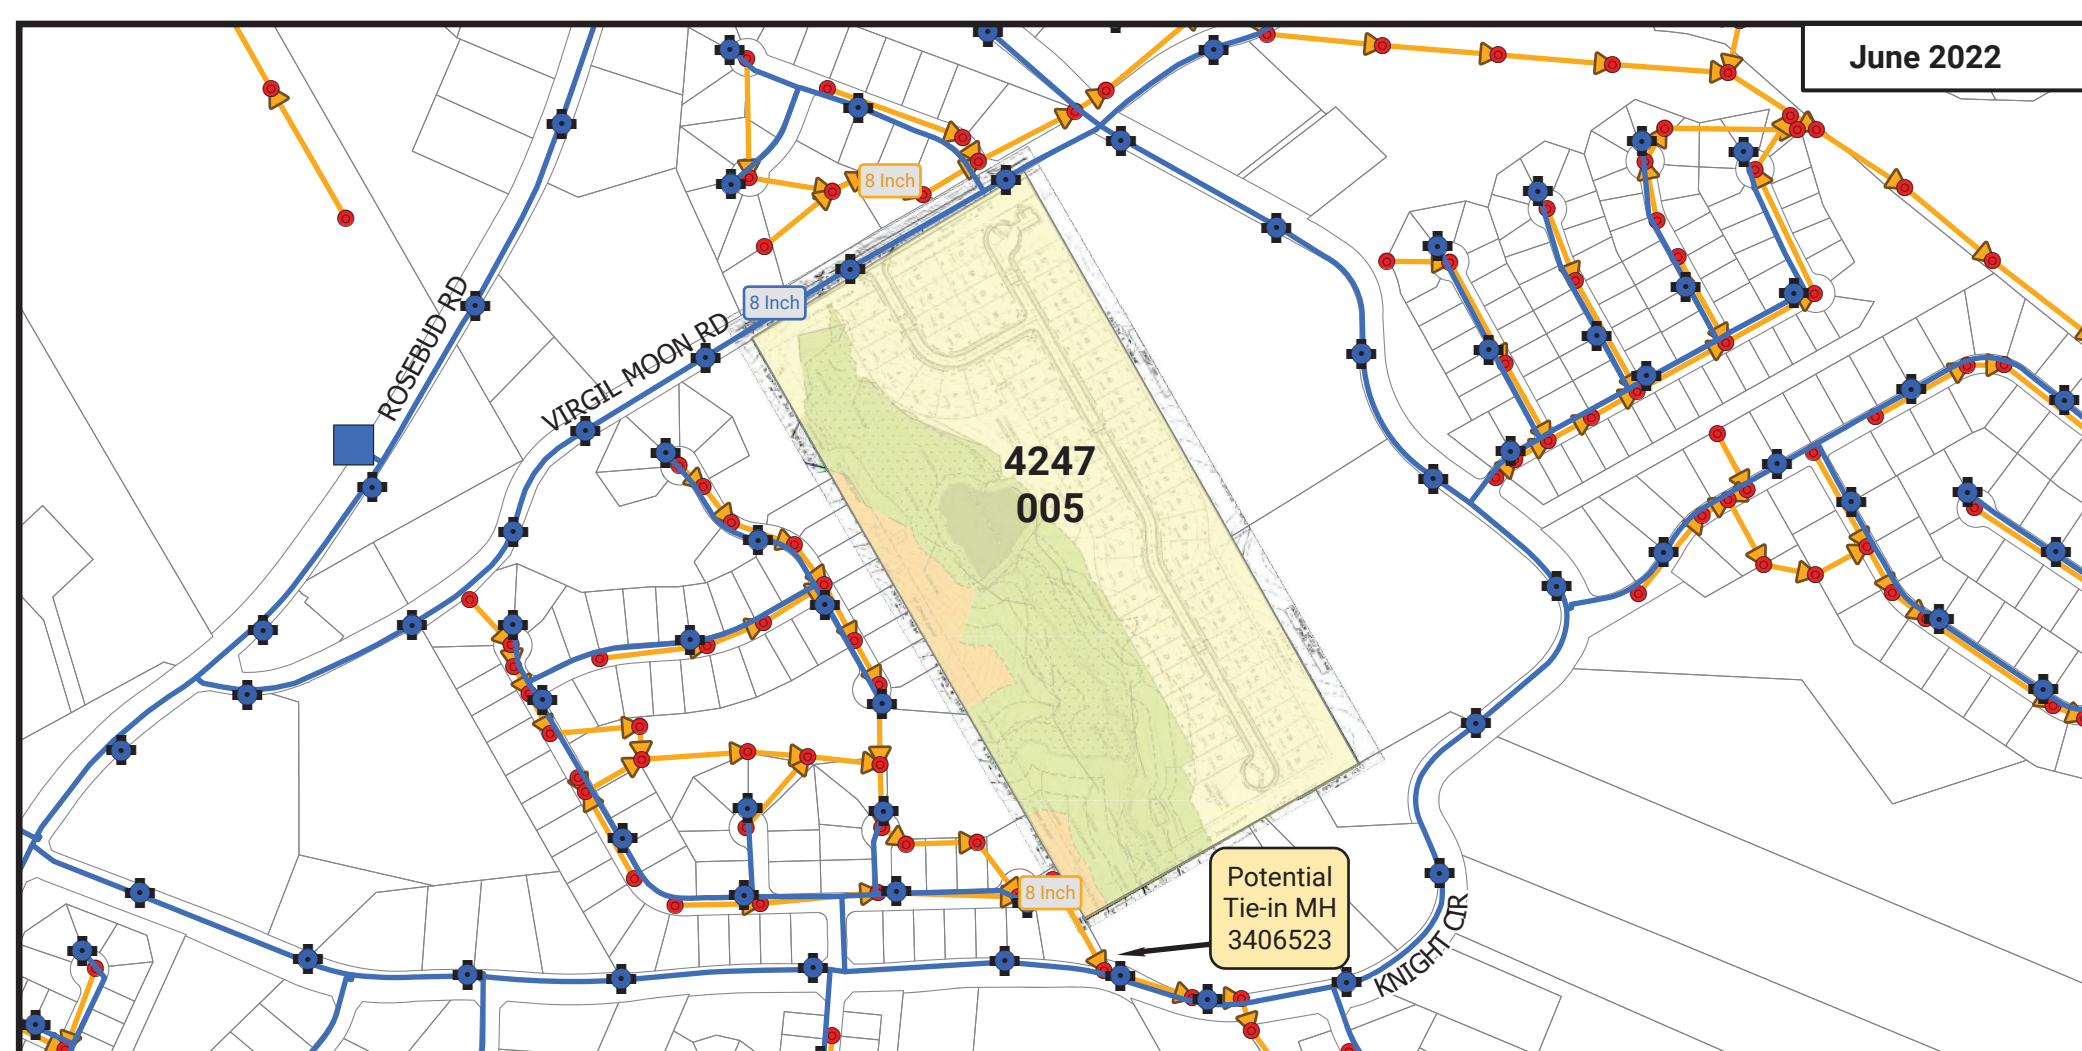 June 2022
8 Inch
ROSEBUD RD
8 Inch
VIRGIL MOON RD
4247
005
8 Inch
Potential
Tie-in MH
3406523
KNIGHT CIR